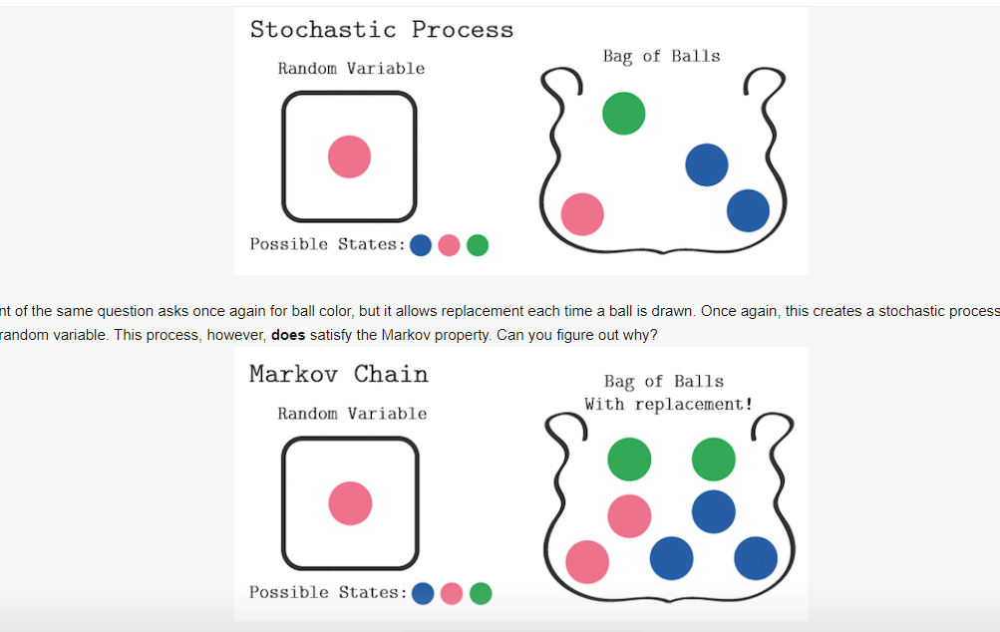 Stochastic Process
Random Variable
Bag of Balls
Possible States:
nt of the same question asks once again for ball color, but it allows replacement each time a ball is drawn. Once again, this creates a stochastic process
random variable. This process, however, does satisfy the Markov property. Can you figure out why?
Markov Chain
Random Variable
Bag of Balls
With replacement!
Possible States: